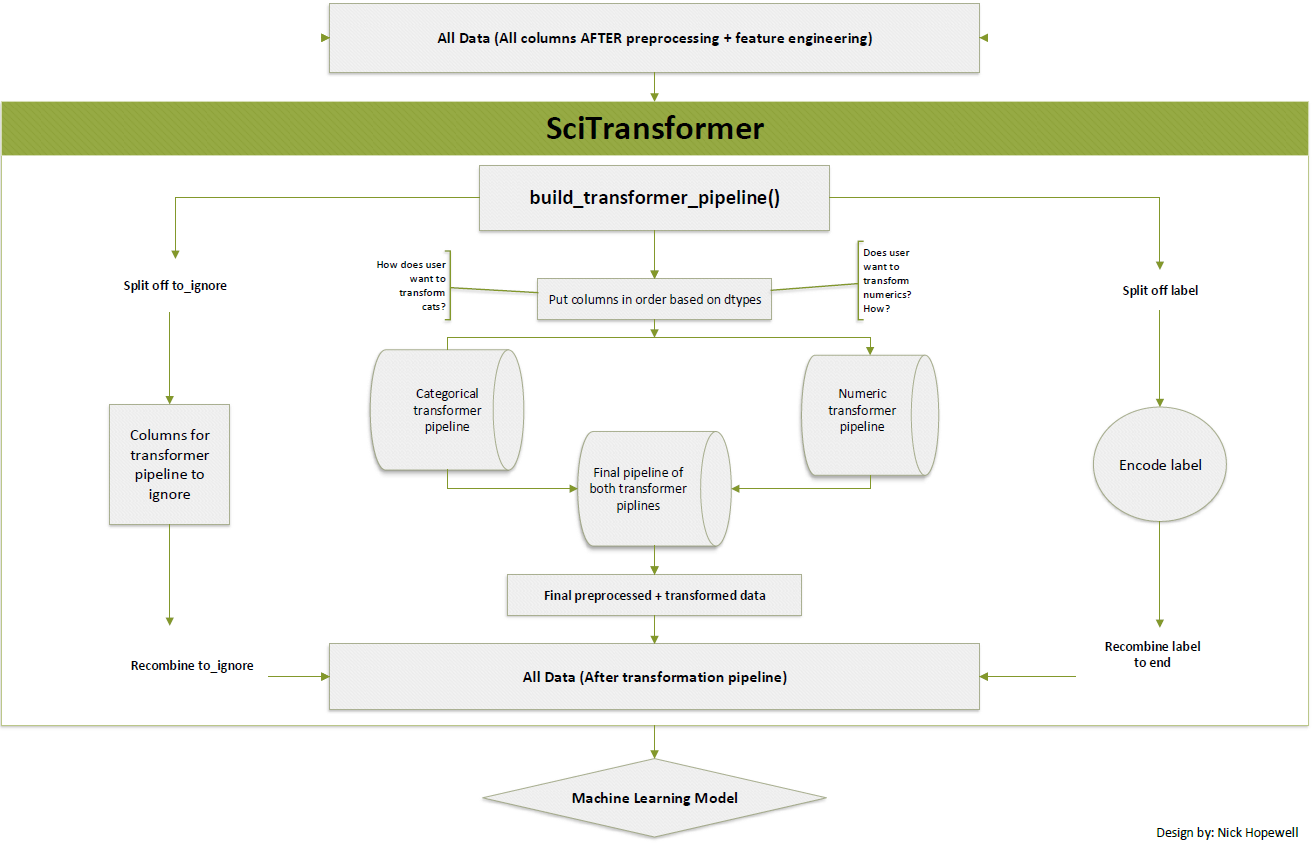 All Data (All columns AFTER preprocessing + feature engineering)
SciTransformer
build_transformer_pipeline()
How does user
want to
transform
cats?
Does user
want to
transform
numerics?
How?
Split off to_ignore
Put columns in order based on dtypes
Split off label
Categorical
transformer
pipeline
Numeric
transformer
pipeline
Columns for
transformer
pipeline to
ignore
Final pipeline of
both transformer
piplines
Encode label
Final preprocessed + transformed data
Recombine to_ignore
All Data (After transformation pipeline)
Recombine label
to end
Machine Learning Model
Design by: Nick Hopewell